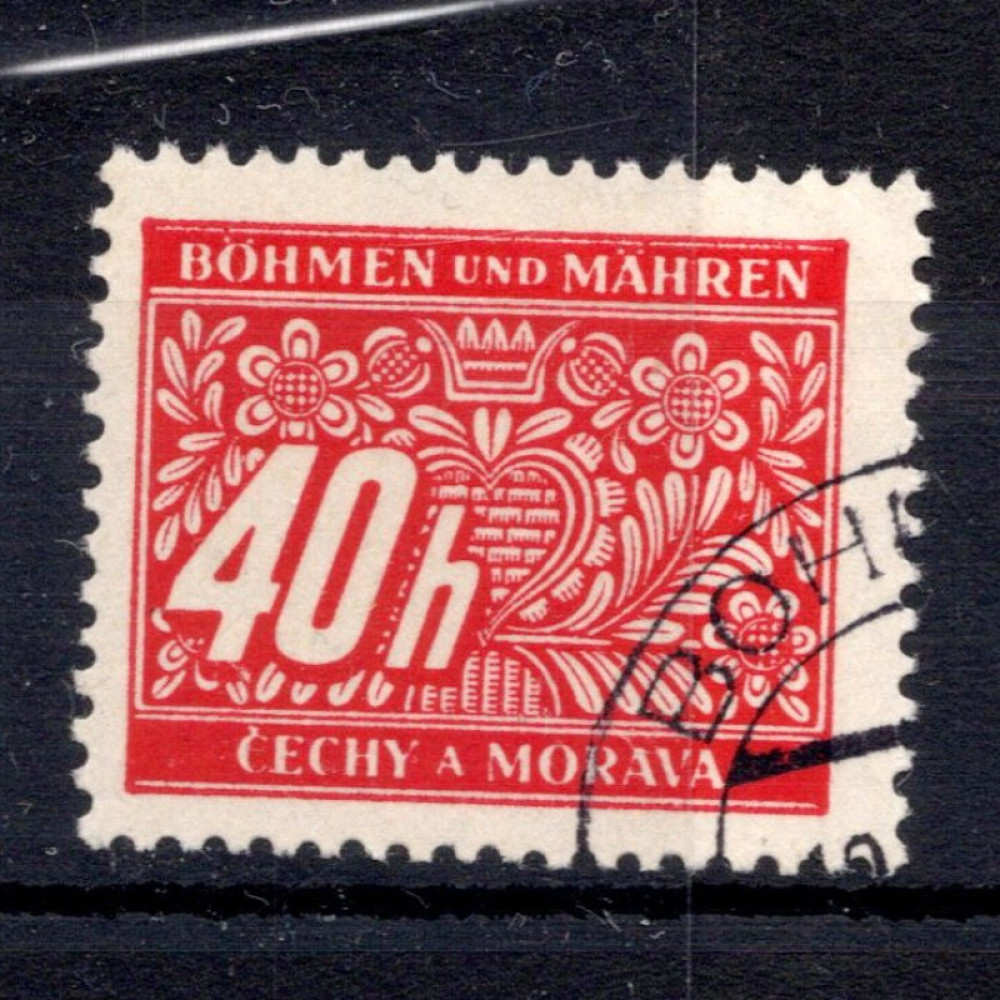 BÖHMEN UND MÄHREN
40h
ČECHY A MORAVA